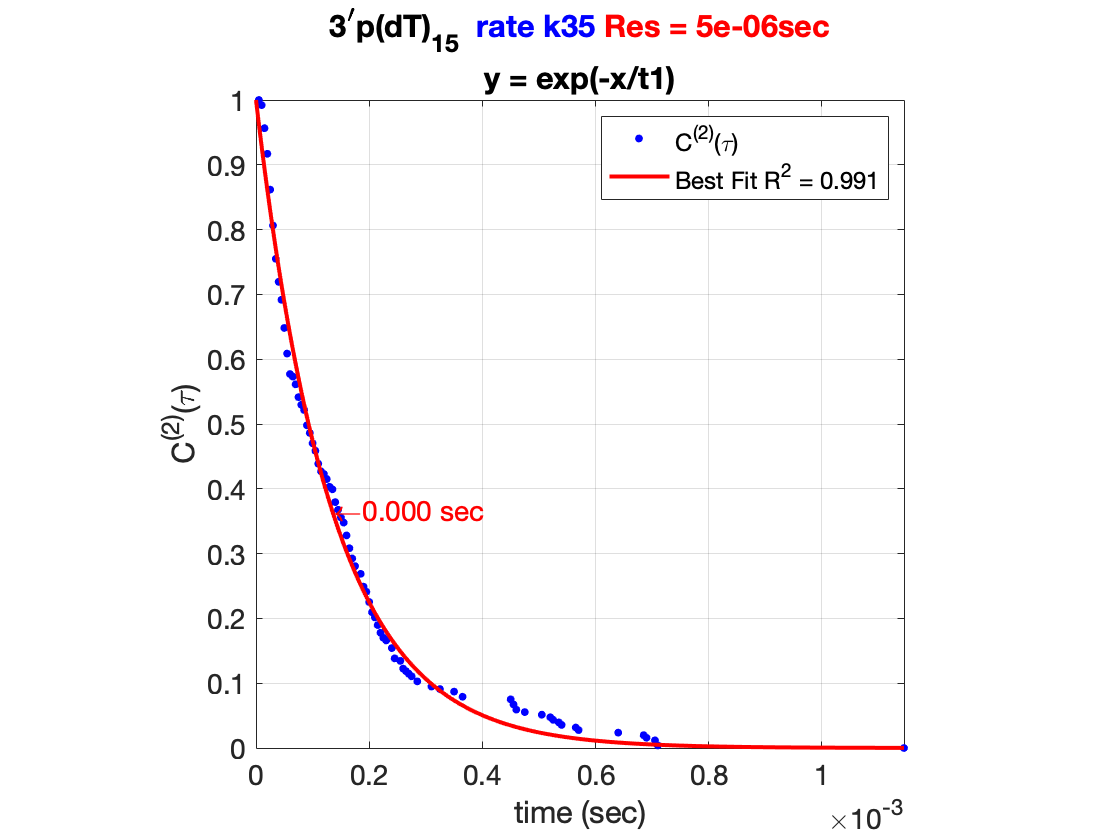 3′p(dT)15 rate k35 Res = 5e-06sec
y = exp(-x/t1)
C(2)(τ)
Best Fit R2 = 0.991
1
0.9
0.8
0.7
0.6
0.5
0.4
0.3
0.2
0.1
0
C(2)(τ)
0.000 sec
0 0.2 0.4 0.6 0.8 1
time (sec)
×10-3